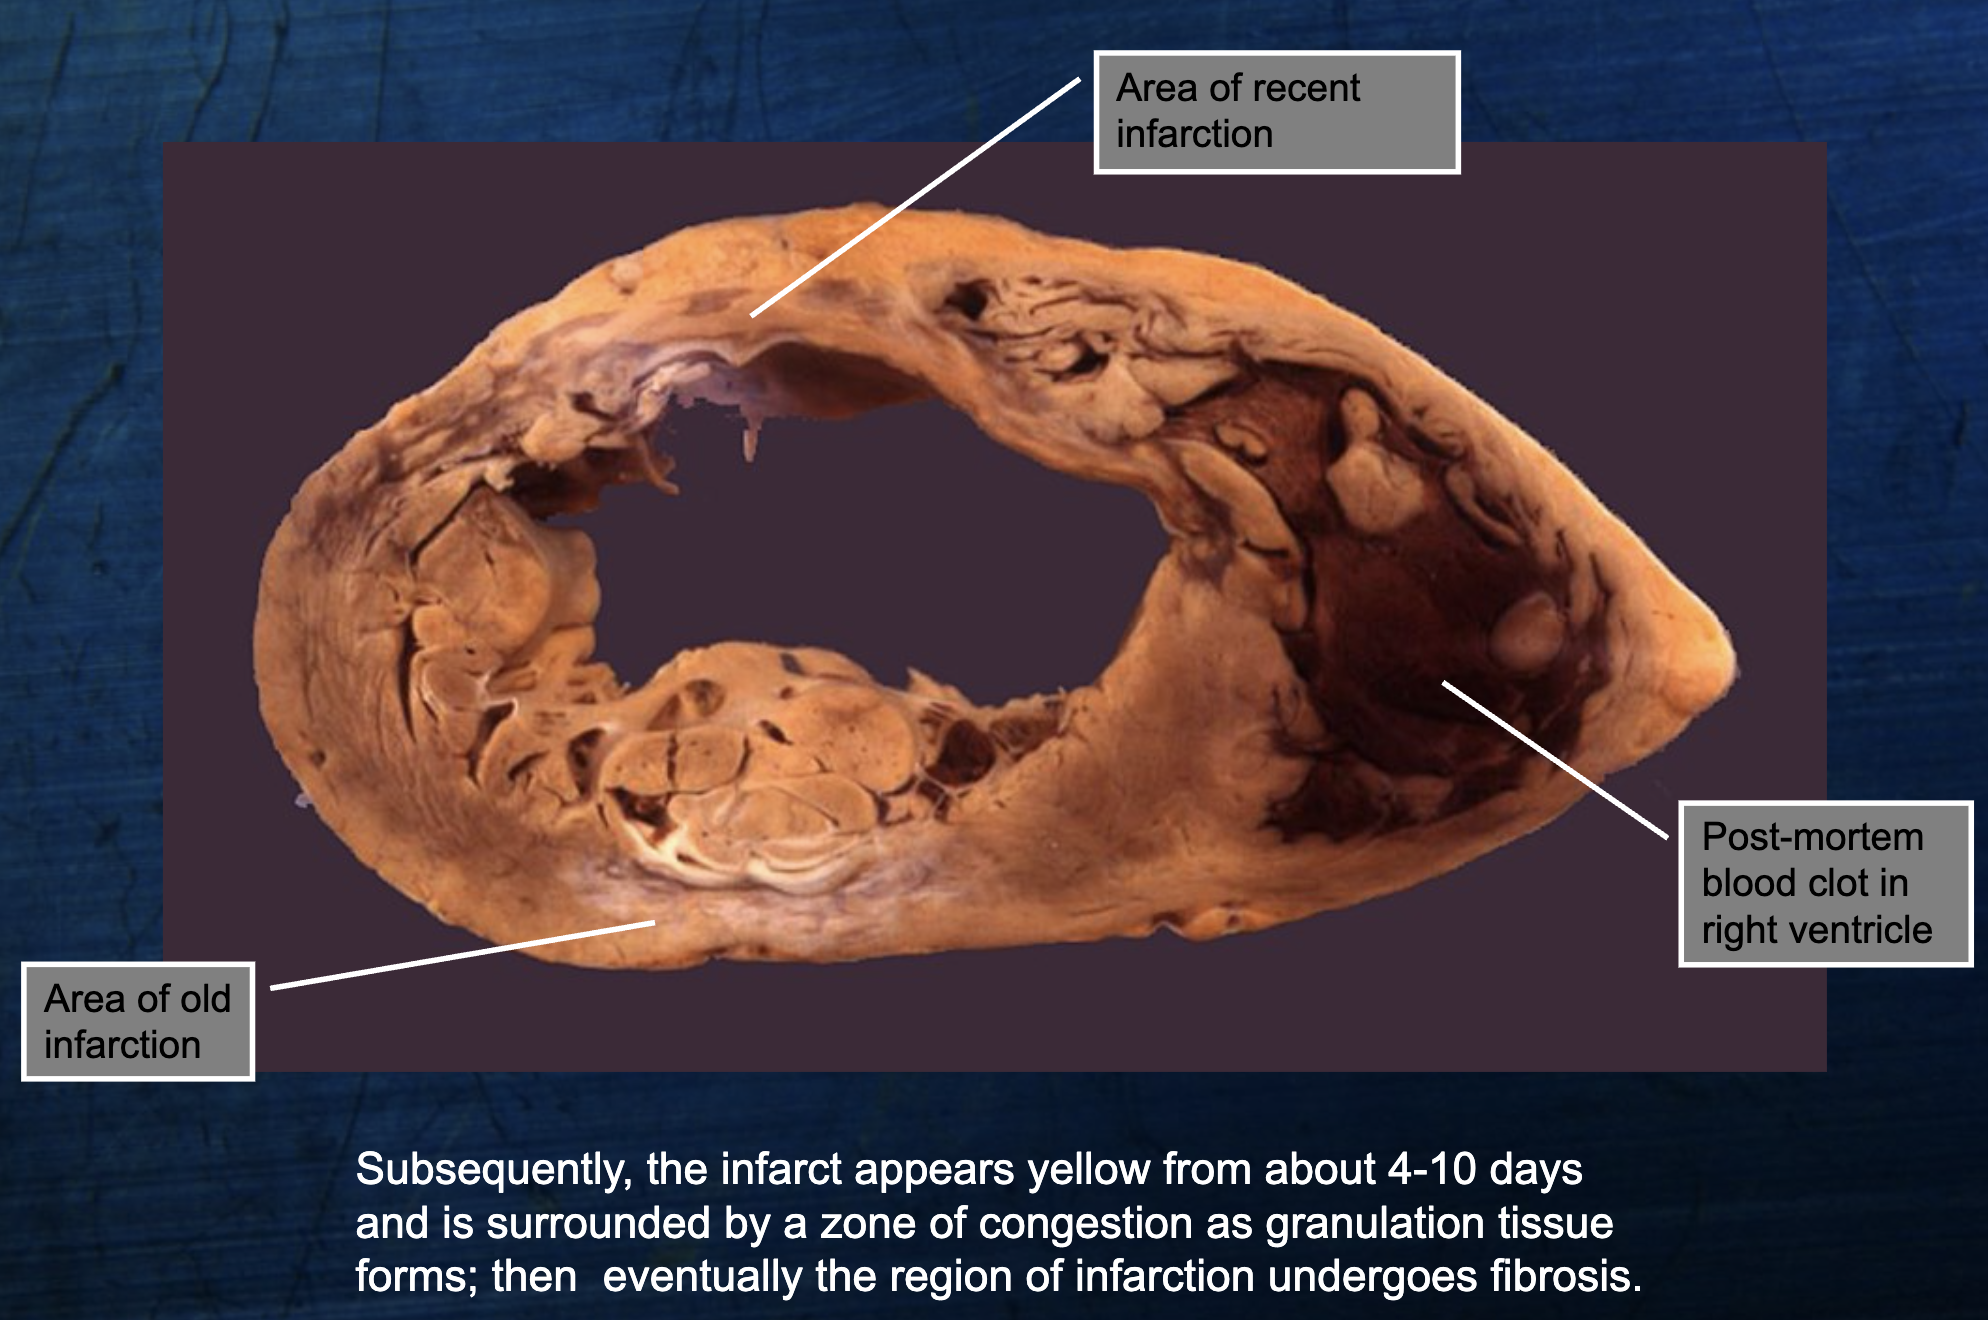 Area of recent
infarction
Post-mortem
blood clot in
right ventricle
Area of old
infarction
Subsequently, the infarct appears yellow from about 4-10 days
and is surrounded by a zone of congestion as granulation tissue
forms; then  eventually the region of infarction undergoes fibrosis.